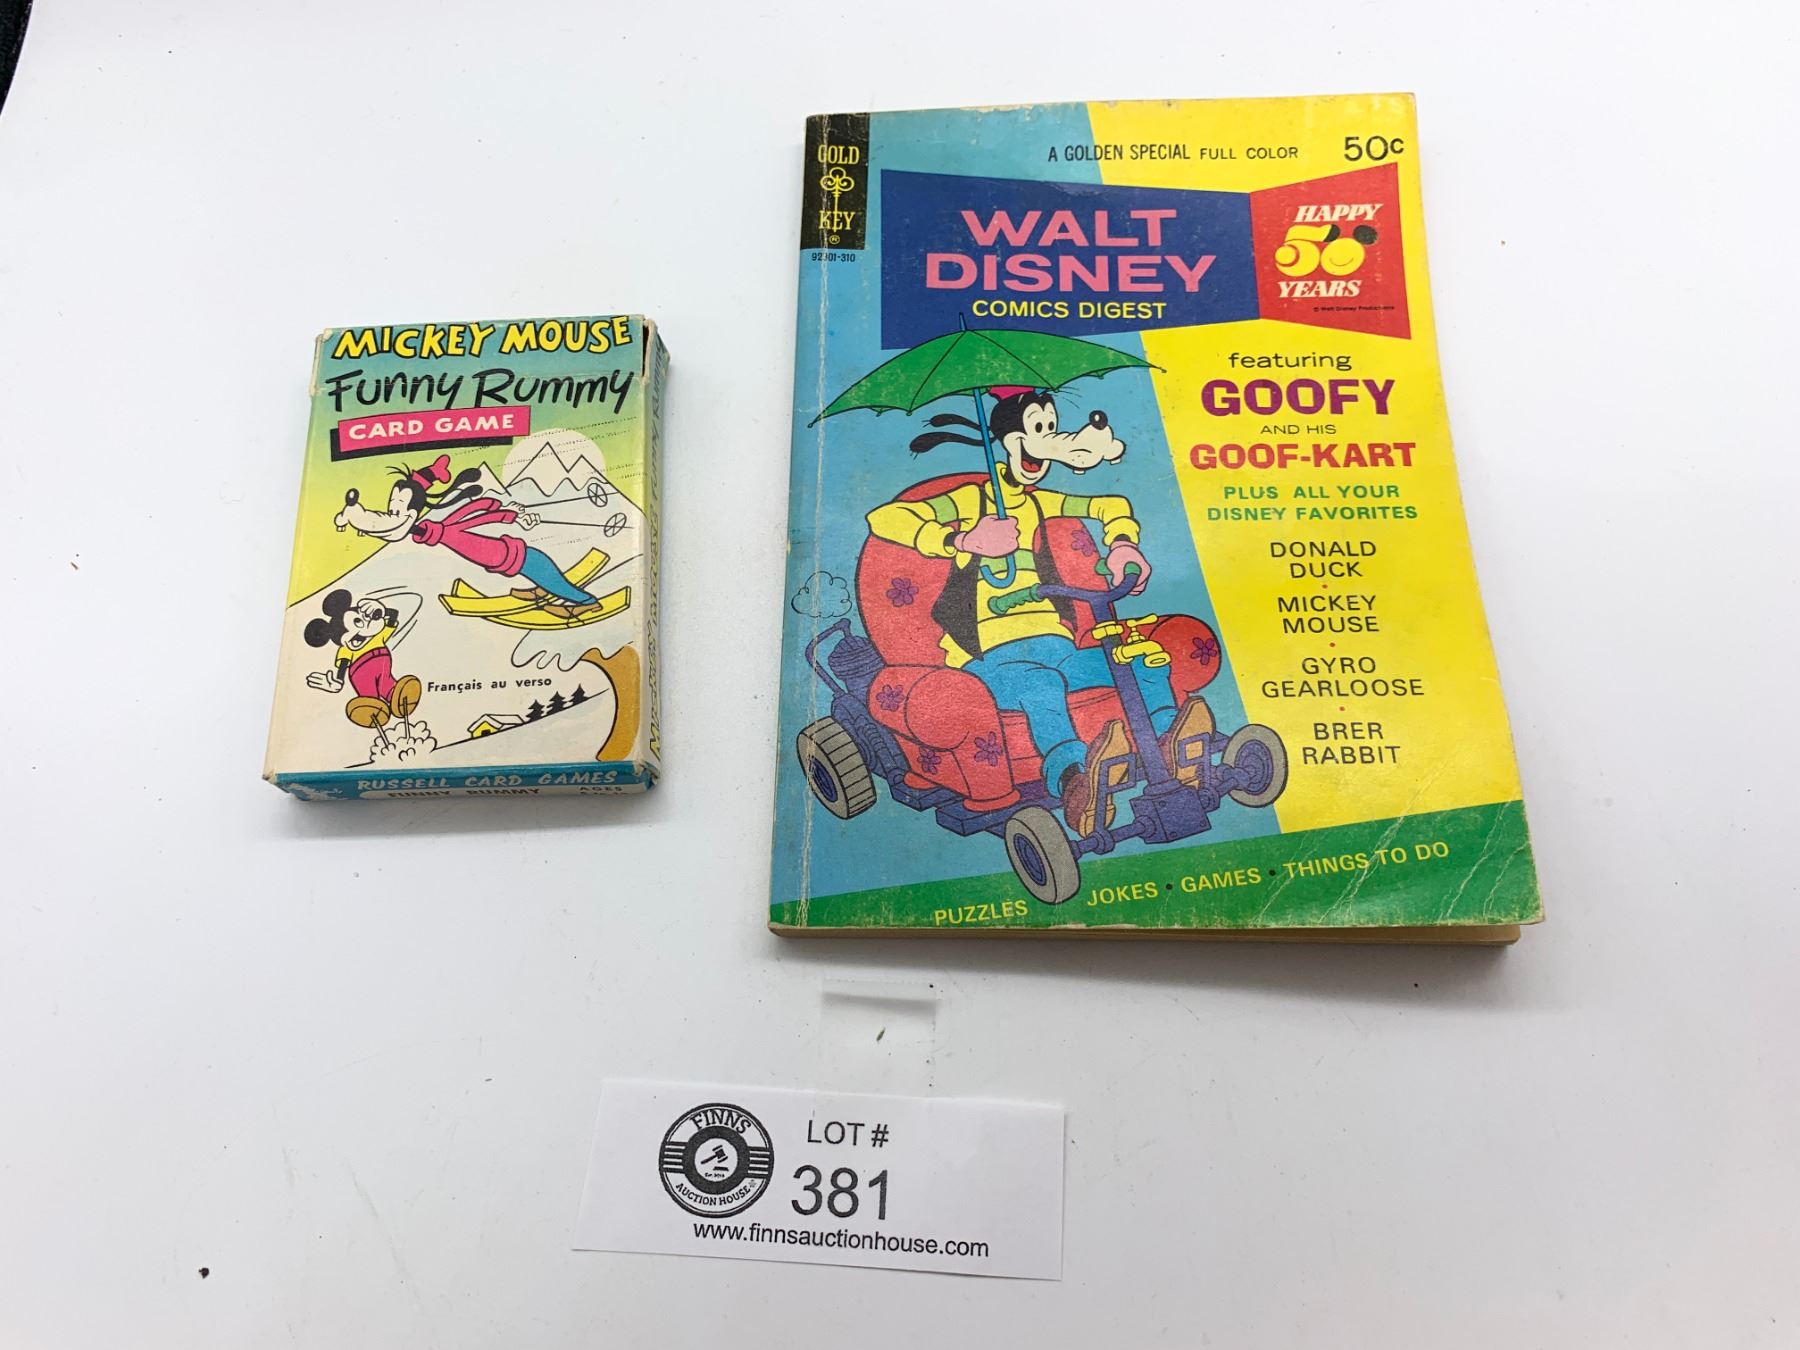 MICKEY MOUSE
Funny Rummy
CARD GAME
Français au verso
RUSSELL CARD GAMES
FUNNY RUMMY
AGES
GOLD
KEY
®
A GOLDEN SPECIAL FULL COLOR
50c
WALT
DISNEY
COMICS DIGEST
HAPPY
50
YEARS
© Walt Disney Productions
featuring
GOOFY
AND HIS
GOOF-KART
PLUS ALL YOUR
DISNEY FAVORITES
DONALD
DUCK
•
MICKEY
MOUSE
•
GYRO
GEARLOOSE
•
BRER
RABBIT
PUZZLES JOKES • GAMES • THINGS TO DO
FINNS
AUCTION HOUSE
LOT #
381
www.finnsauctionhouse.com